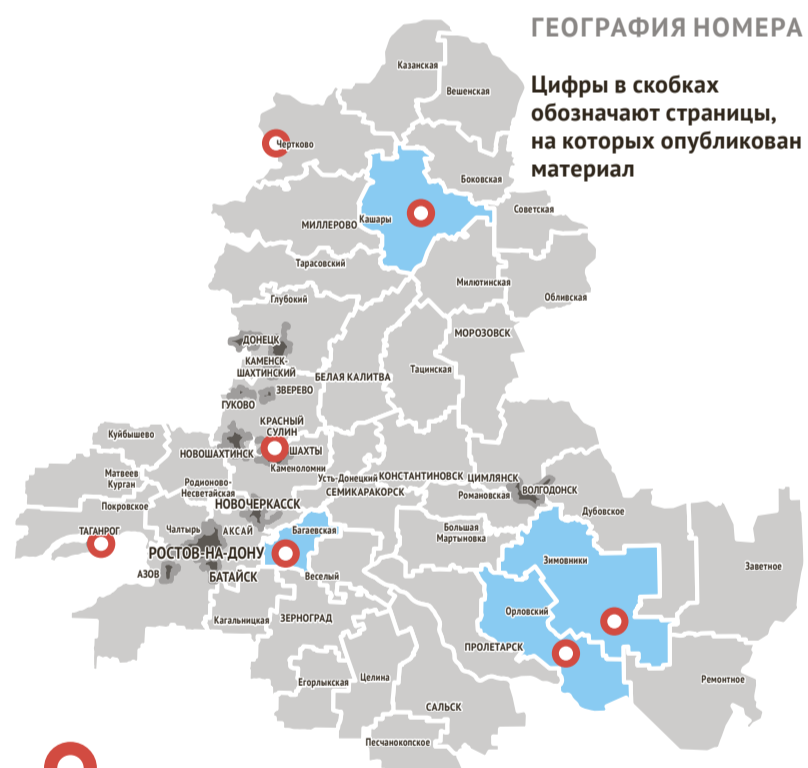 ГЕОГРАФИЯ НОМЕРА
Цифры в скобках
обозначают страницы,
на которых опубликован
материал
Казанская
Вешенская
Чертково
Боковская
Советская
Кашары
МИЛЛЕРОВО
Тарасовский
Милютинская
Обливская
Глубокий
МОРОЗОВСК
ДОНЕЦК
КАМЕНСК-
ШАХТИНСКИЙ
Тацинская
БЕЛАЯ КАЛИТВА
ЗВЕРЕВО
ГУКОВО
КРАСНЫЙ
СУЛИН
Куйбышево
НОВОШАХТИНСК
ШАХТЫ
Каменоломни
Матвеев
Курган
Родионово-
Несветайская
Усть-Донецкий
КОНСТАНТИНОВСК
ЦИМЛЯНСК
СЕМИКАРАКОРСК
Романовская
ВОЛГОДОНСК
Покровское
НОВОЧЕРКАССК
Дубовское
ТАГАНРОГ
Чалтырь
АКСАЙ
Багаевская
Большая
Мартыновка
РОСТОВ-НА-ДОНУ
Зимовники
Заветное
АЗОВ
БАТАЙСК
Веселый
Орловский
Кагальницкая
ЗЕРНОГРАД
ПРОЛЕТАРСК
Егорлыкская
Целина
Ремонтное
САЛЬСК
Песчанокопское